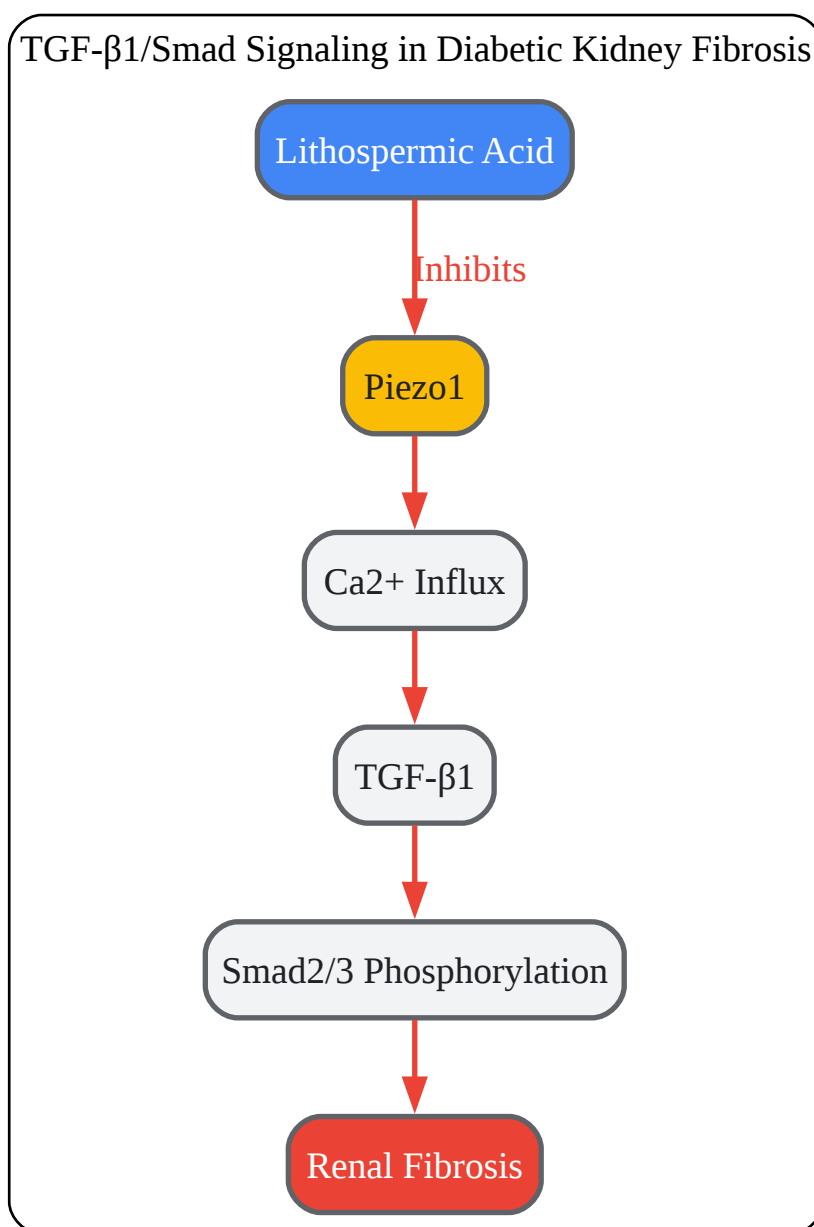 TGF-β1/Smad Signaling in Diabetic Kidney Fibrosis
Lithospermic Acid
Inhibits
Piezo1
Ca2+ Influx
TGF-β1
Smad2/3 Phosphorylation
Renal Fibrosis